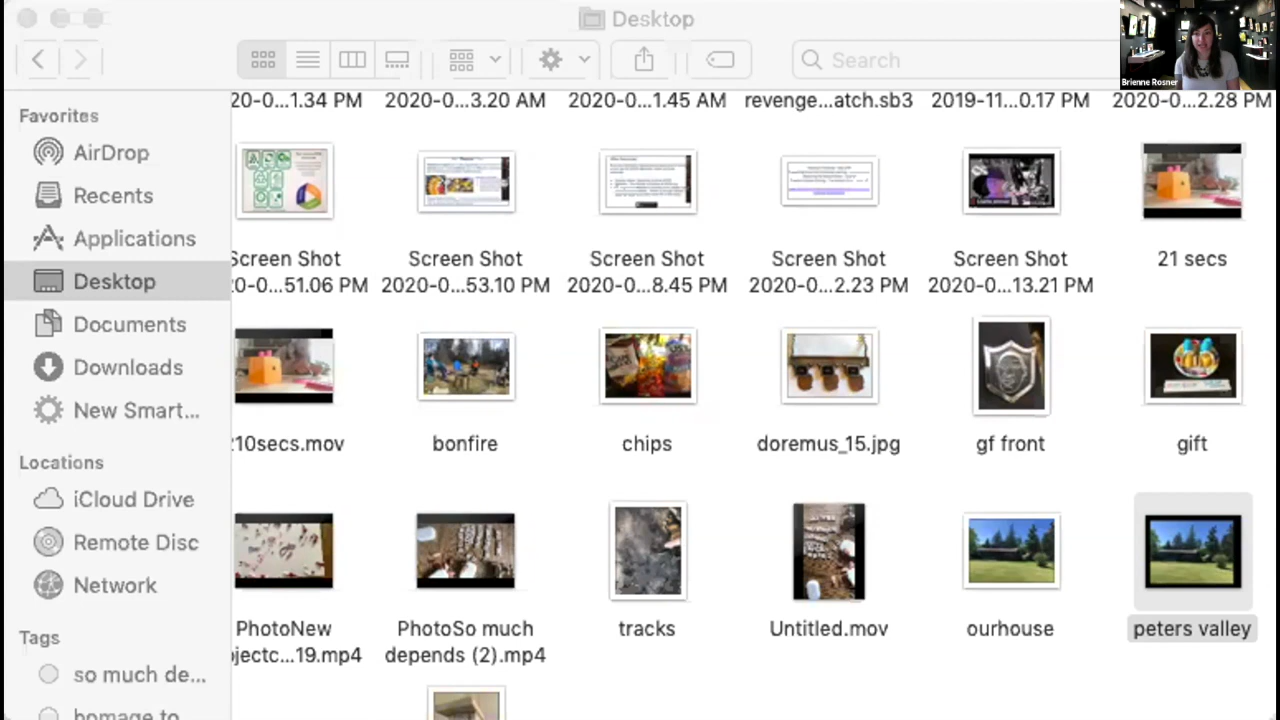 Desktop
Search
Brienne Rosner
Favorites
AirDrop
Recents
Applications
Desktop
Documents
Downloads
New Smart...
Locations
iCloud Drive
Remote Disc
Network
Tags
so much de...
homage to
20-0...1.34 PM
2020-0...3.20 AM
2020-0...1.45 AM
revenge...atch.sb3
2019-11...0.17 PM
2020-0...2.28 PM
Screen Shot
20-0...51.06 PM
Screen Shot
2020-0...53.10 PM
Screen Shot
2020-0...8.45 PM
Screen Shot
2020-0...2.23 PM
Screen Shot
2020-0...13.21 PM
21 secs
210secs.mov
bonfire
chips
doremus_15.jpg
gf front
gift
PhotoNew
ojectc...19.mp4
PhotoSo much
depends (2).mp4
tracks
Untitled.mov
ourhouse
peters valley